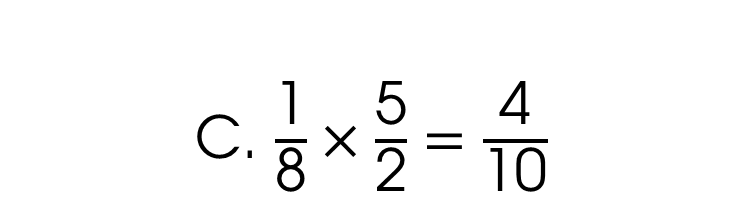 C. 1/8 × 5/2 = 4/10